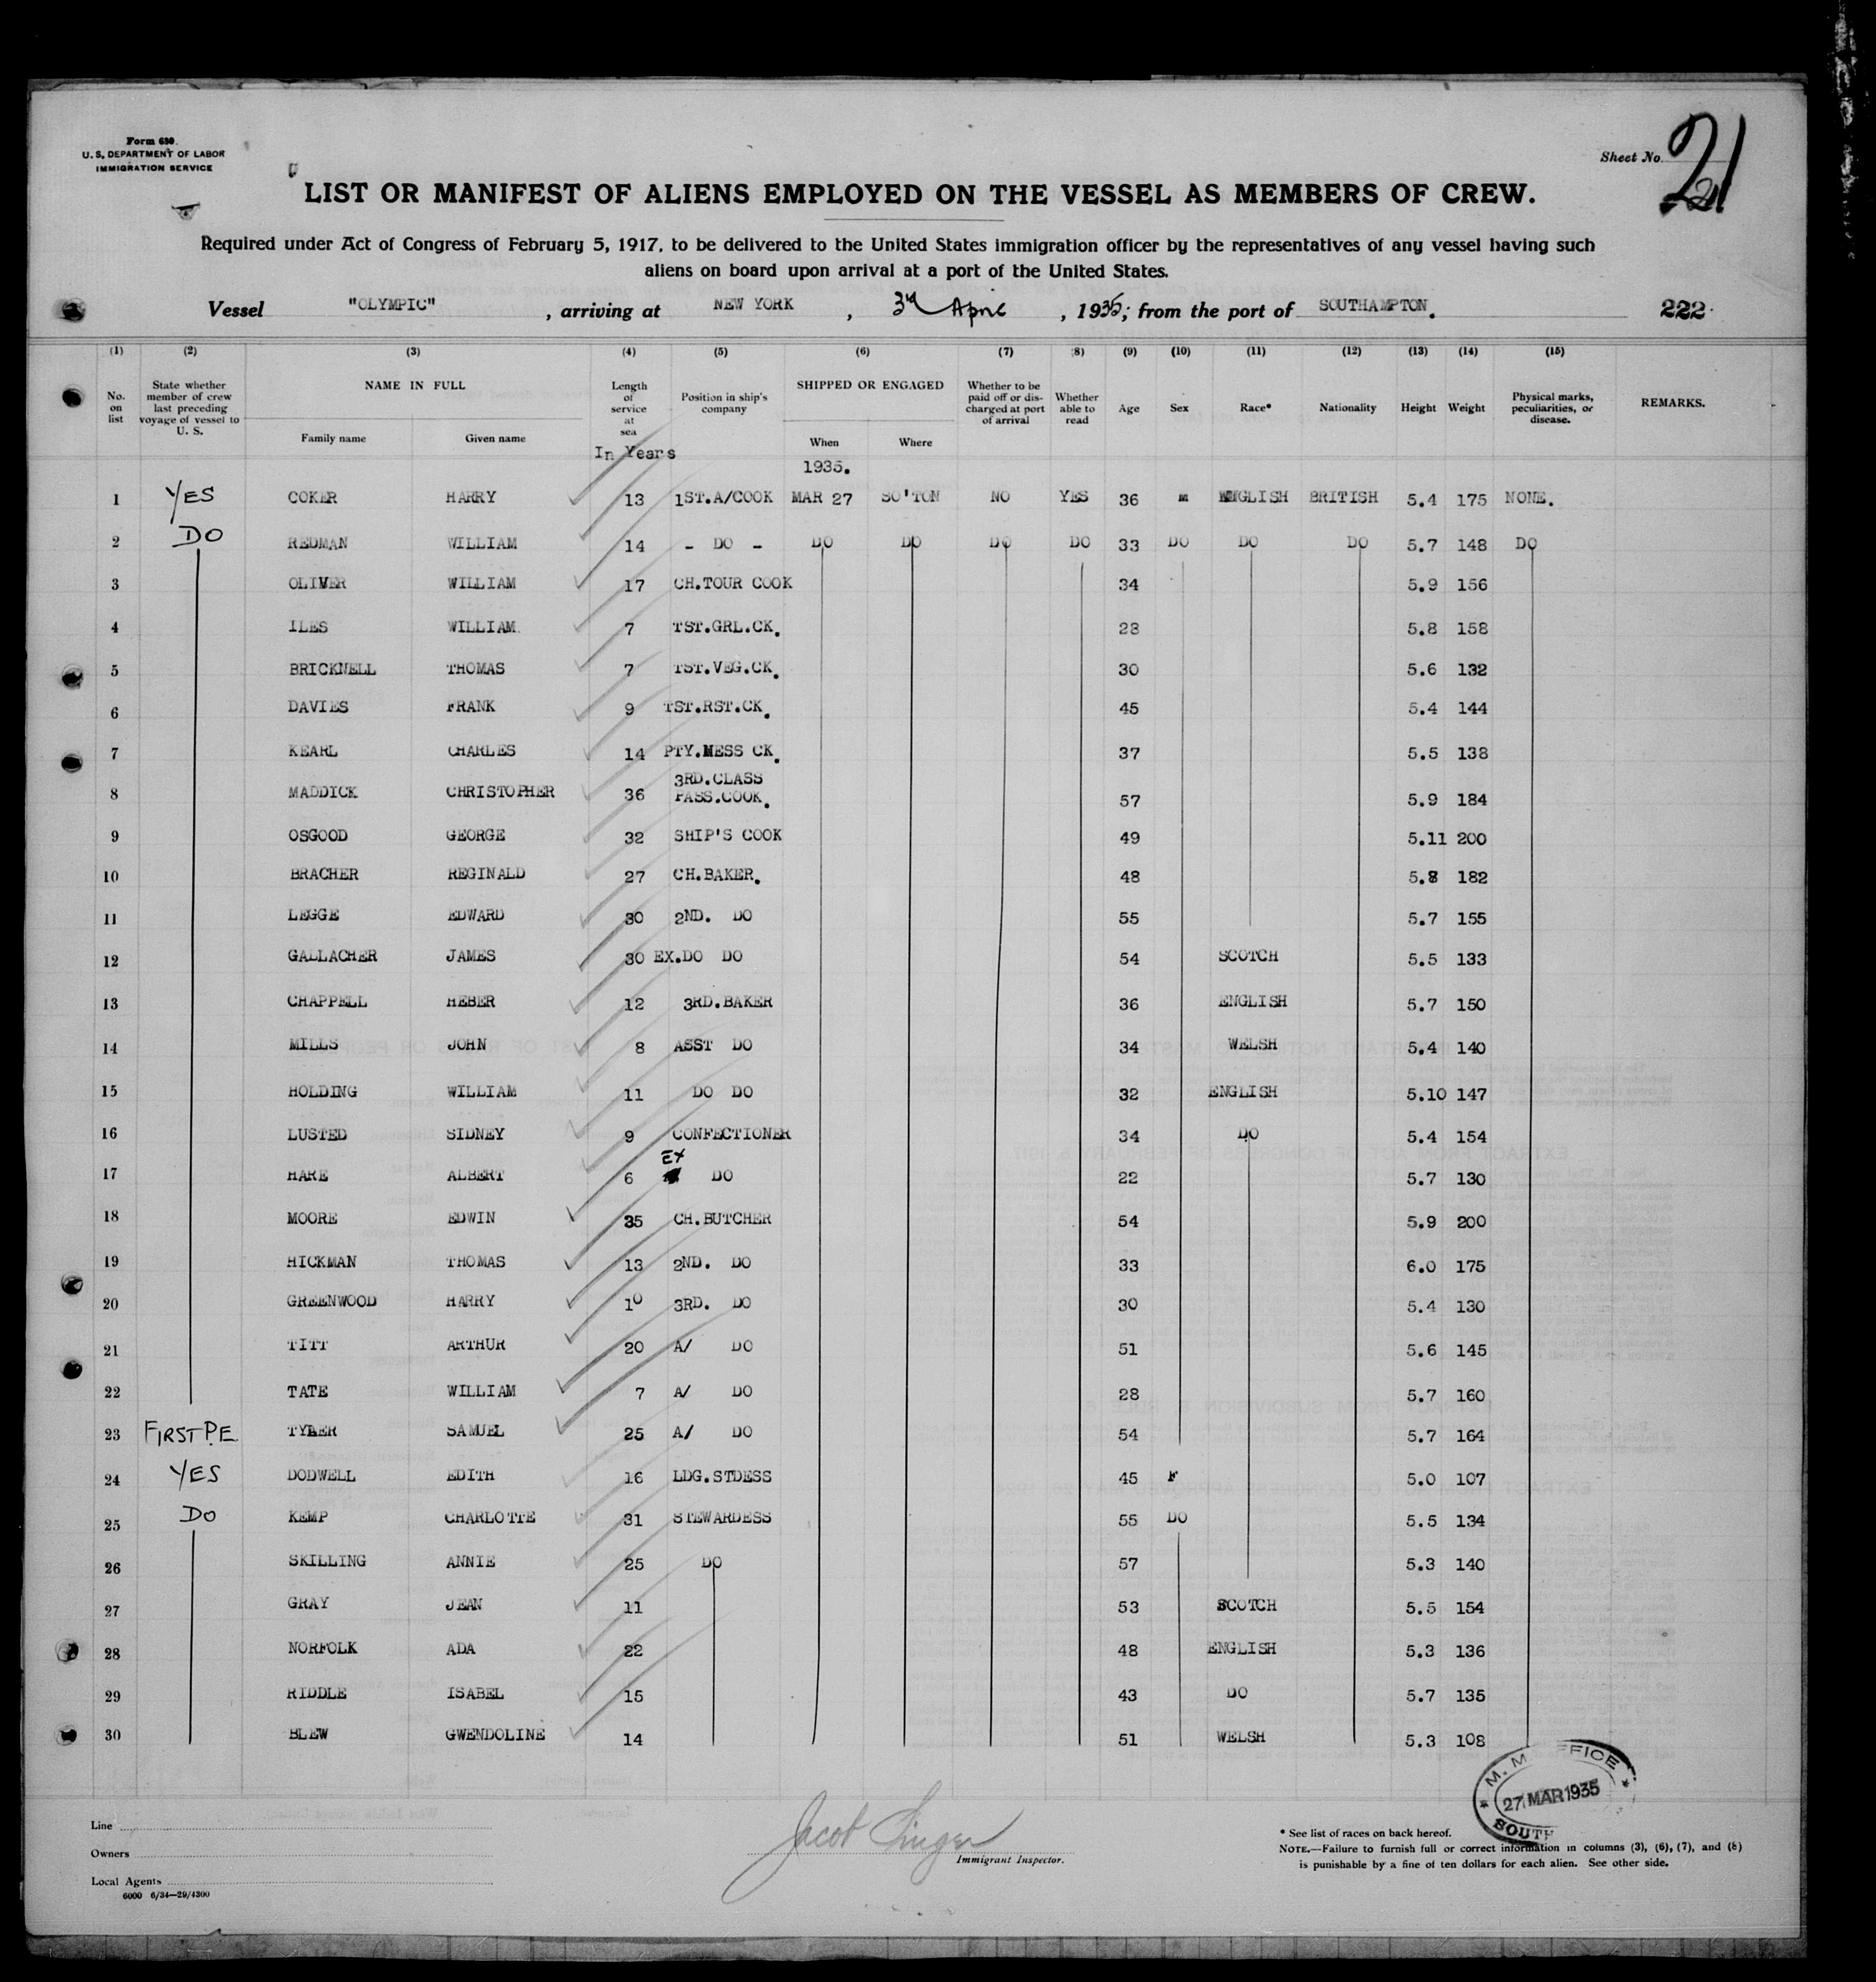 Form 680
U. S. DEPARTMENT OF LABOR
IMMIGRATION SERVICE
Sheet No. 21
LIST OR MANIFEST OF ALIENS EMPLOYED ON THE VESSEL AS MEMBERS OF CREW.
Required under Act of Congress of February 5, 1917, to be delivered to the United States immigration officer by the representatives of any vessel having such
aliens on board upon arrival at a port of the United States.
Vessel "OLYMPIC", arriving at NEW YORK, 3rd April, 1935; from the port of SOUTHAMPTON. 222
(1) (2) (3) (4) (5) (6) (7) (8) (9) (10) (11) (12) (13) (14) (15)
No. on list State whether member of crew last preceding voyage of vessel to U. S. NAME IN FULL Family name Given name Length of service at sea Position in ship's company SHIPPED OR ENGAGED When Where Whether to be paid off or discharged at port of arrival Whether able to read Age Sex Race* Nationality Height Weight Physical marks, peculiarities, or disease. REMARKS.
In Years 1935.
1 YES COKER HARRY 13 1ST.A/COOK MAR 27 SO'TON NO YES 36 M ENGLISH BRITISH 5.4 175 NONE.
2 DO REDMAN WILLIAM 14 - DO - DO DO DO DO 33 DO DO DO 5.7 148 DO
3 OLIVER WILLIAM 17 CH.TOUR COOK 34 5.9 156
4 ILES WILLIAM. 7 TST.GRL.CK. 23 5.8 158
5 BRICKNELL THOMAS 7 TST.VEG.CK. 30 5.6 132
6 DAVIES FRANK 9 TST.RST.CK. 45 5.4 144
7 KEARL CHARLES 14 PTY.MESS CK. 37 5.5 138
8 MADDICK CHRISTOPHER 36 3RD.CLASS PASS.COOK. 57 5.9 184
9 OSGOOD GEORGE 32 SHIP'S COOK 49 5.11 200
10 BRACHER REGINALD 27 CH.BAKER. 48 5.8 182
11 LEGGE EDWARD 30 2ND. DO 55 5.7 155
12 GALLACHER JAMES 30 EX.DO DO 54 SCOTCH 5.5 133
13 CHAPPELL HEBER 12 3RD.BAKER 36 ENGLISH 5.7 150
14 MILLS JOHN 8 ASST DO 34 WELSH 5.4 140
15 HOLDING WILLIAM 11 DO DO 32 ENGLISH 5.10 147
16 LUSTED SIDNEY 9 CONFECTIONER 34 DO 5.4 154
17 HARE ALBERT 6 EX DO 22 5.7 130
18 MOORE EDWIN 35 CH.BUTCHER 54 5.9 200
19 HICKMAN THOMAS 13 2ND. DO 33 6.0 175
20 GREENWOOD HARRY 10 3RD. DO 30 5.4 130
21 TITT ARTHUR 20 A/ DO 51 5.6 145
22 TATE WILLIAM 7 A/ DO 28 5.7 160
23 FIRST P.E. SAMUEL 25 A/ DO 54 5.7 164
24 YES DODWELL EDITH 16 LDG.STDESS 45 F 5.0 107
25 DO KEMP CHARLOTTE 31 STEWARDESS 55 DO 5.5 134
26 SKILLING ANNIE 25 DO 57 5.3 140
27 GRAY JEAN 11 53 SCOTCH 5.5 154
28 NORFOLK ADA 22 48 ENGLISH 5.3 136
29 RIDDLE ISABEL 15 43 DO 5.7 135
30 BLEW GWENDOLINE 14 51 WELSH 5.3 108
27 MAR 1935
Line
Owners
Local Agents
6000 6/34—29/4300
Jacob Singer
Immigrant Inspector.
* See list of races on back hereof.
NOTE.—Failure to furnish full or correct information in columns (3), (6), (7), and (8)
is punishable by a fine of ten dollars for each alien. See other side.